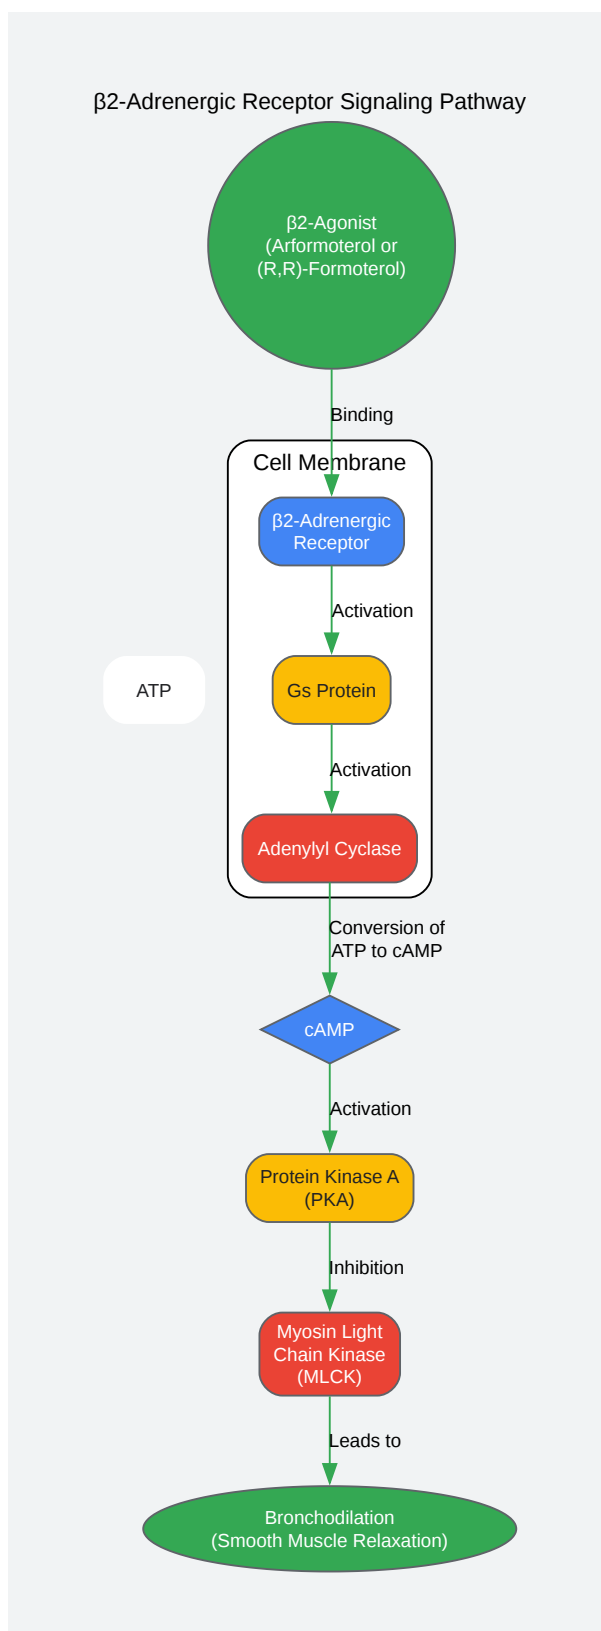 β2-Adrenergic Receptor Signaling Pathway
β2-Agonist
(Arformoterol or
(R,R)-Formoterol)
Binding
Cell Membrane
β2-Adrenergic
Receptor
Activation
ATP
Gs Protein
Activation
Adenylyl Cyclase
Conversion of
ATP to cAMP
cAMP
Activation
Protein Kinase A
(PKA)
Inhibition
Myosin Light
Chain Kinase
(MLCK)
Leads to
Bronchodilation
(Smooth Muscle Relaxation)